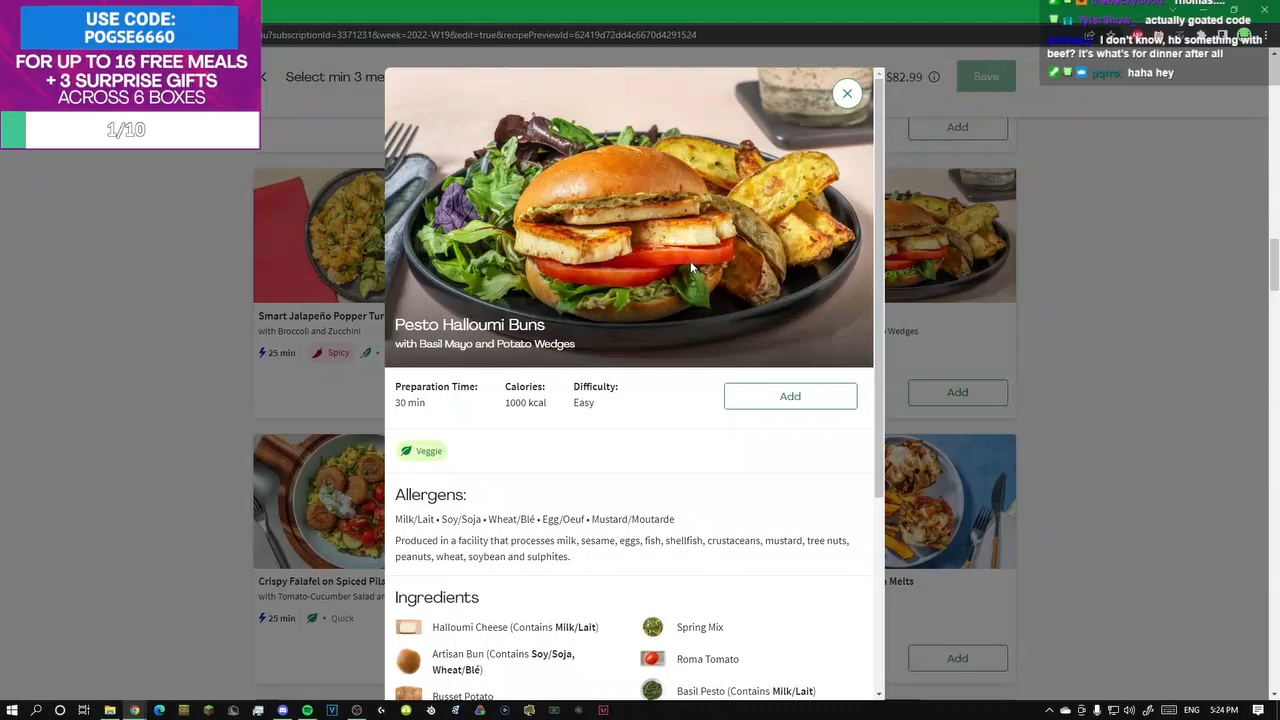 USE CODE:
POGSE6660
FOR UP TO 16 FREE MEALS
+ 3 SURPRISE GIFTS
ACROSS 6 BOXES
1/10
u?subscriptionId=3371231&week=2022-W19&edit=true&recipePreviewId=62419d72dd4c6670d4291524
Thomas....
TylerShow: actually goated code
I don't know, hb something with
beef? It's what's for dinner after all
pqrro: haha hey
Select min 3 me
$82.99
Save
Add
Pesto Halloumi Buns
with Basil Mayo and Potato Wedges
Preparation Time:
30 min
Calories:
1000 kcal
Difficulty:
Easy
Add
Veggie
Allergens:
Milk/Lait • Soy/Soja • Wheat/Blé • Egg/Oeuf • Mustard/Moutarde
Produced in a facility that processes milk, sesame, eggs, fish, shellfish, crustaceans, mustard, tree nuts,
peanuts, wheat, soybean and sulphites.
Ingredients
Halloumi Cheese (Contains Milk/Lait)
Artisan Bun (Contains Soy/Soja,
Wheat/Blé)
Russet Potato
Spring Mix
Roma Tomato
Basil Pesto (Contains Milk/Lait)
Smart Jalapeño Popper Tur
with Broccoli and Zucchini
25 min
Spicy
Wedges
Add
Crispy Falafel on Spiced Pila
with Tomato-Cucumber Salad an
25 min
• Quick
Melts
Add
ENG
5:24 PM